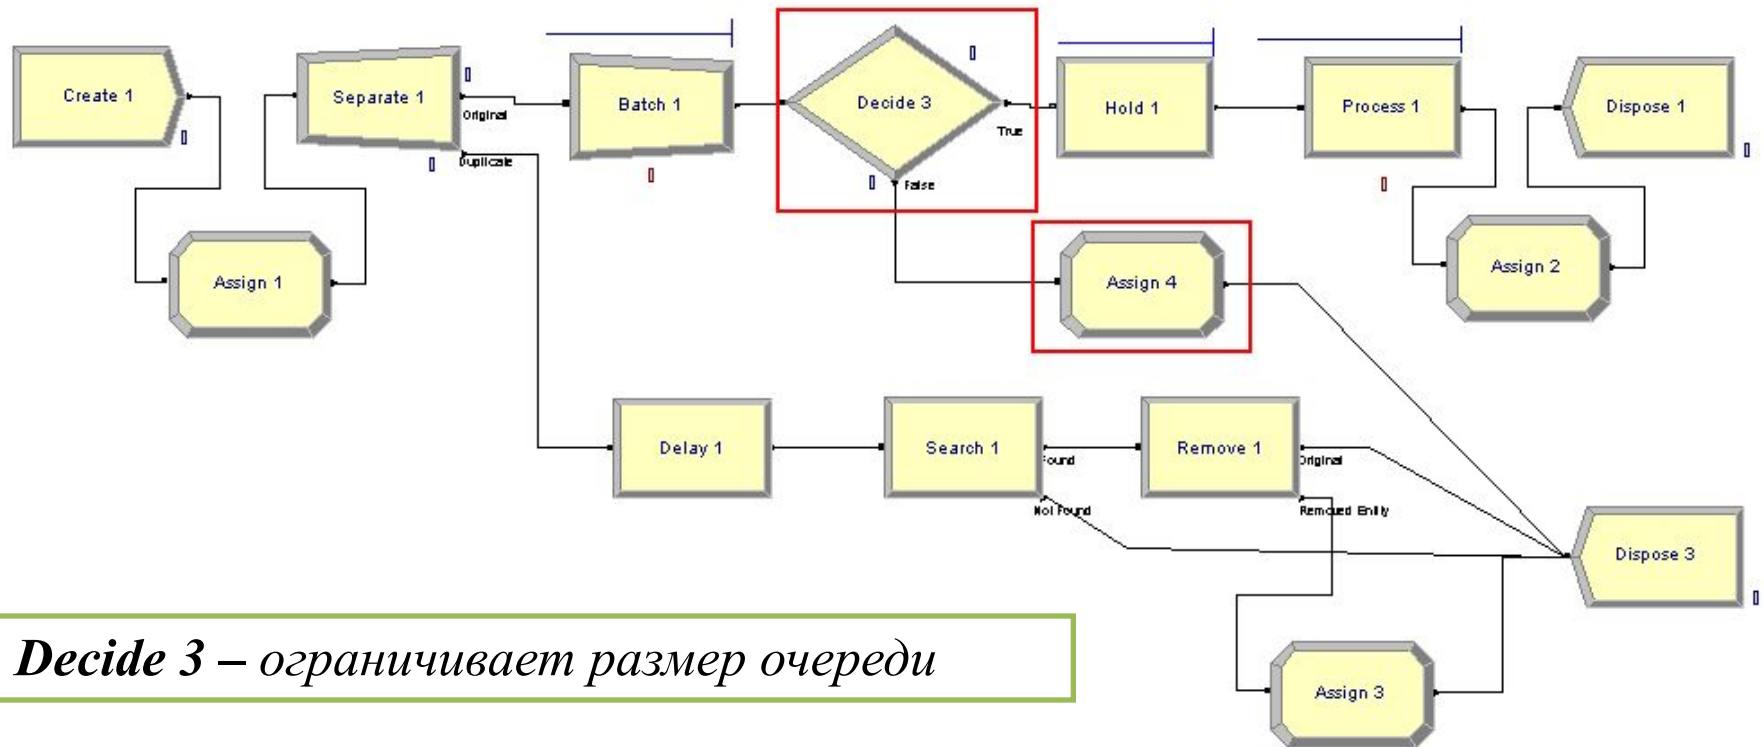 Create 1
Separate 1
Original
Duplicate
Batch 1
Decide 3
True
False
Hold 1
Process 1
Dispose 1
Assign 1
Assign 4
Assign 2
Delay 1
Search 1
Found
Not Found
Remove 1
Original
Removed Entity
Dispose 3
Assign 3
Decide 3 – ограничивает размер очереди